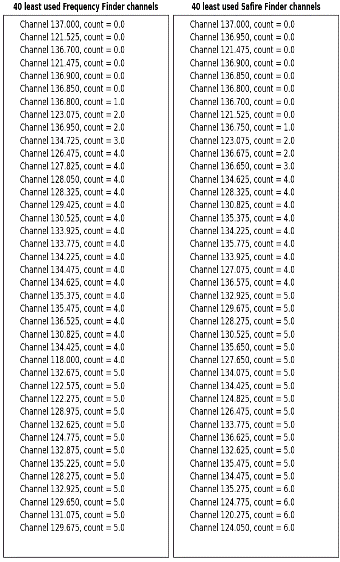 40 least used Frequency Finder channels
Channel 137.000, count = 0.0
Channel 121.525, count = 0.0
Channel 136.700, count = 0.0
Channel 121.475, count = 0.0
Channel 136.900, count = 0.0
Channel 136.850, count = 0.0
Channel 136.800, count = 1.0
Channel 123.075, count = 2.0
Channel 136.950, count = 2.0
Channel 134.725, count = 3.0
Channel 126.475, count = 4.0
Channel 127.825, count = 4.0
Channel 128.050, count = 4.0
Channel 128.325, count = 4.0
Channel 129.425, count = 4.0
Channel 130.525, count = 4.0
Channel 133.925, count = 4.0
Channel 133.775, count = 4.0
Channel 134.225, count = 4.0
Channel 134.475, count = 4.0
Channel 134.625, count = 4.0
Channel 135.375, count = 4.0
Channel 135.475, count = 4.0
Channel 136.525, count = 4.0
Channel 130.825, count = 4.0
Channel 134.425, count = 4.0
Channel 118.000, count = 4.0
Channel 132.675, count = 5.0
Channel 122.575, count = 5.0
Channel 122.275, count = 5.0
Channel 128.975, count = 5.0
Channel 132.625, count = 5.0
Channel 124.775, count = 5.0
Channel 132.875, count = 5.0
Channel 135.225, count = 5.0
Channel 128.275, count = 5.0
Channel 132.925, count = 5.0
Channel 129.650, count = 5.0
Channel 131.075, count = 5.0
Channel 129.675, count = 5.0
40 least used Safire Finder channels
Channel 137.000, count = 0.0
Channel 136.950, count = 0.0
Channel 121.475, count = 0.0
Channel 136.900, count = 0.0
Channel 136.850, count = 0.0
Channel 136.800, count = 0.0
Channel 136.700, count = 0.0
Channel 121.525, count = 0.0
Channel 136.750, count = 1.0
Channel 123.075, count = 2.0
Channel 136.675, count = 2.0
Channel 136.650, count = 3.0
Channel 134.625, count = 4.0
Channel 128.325, count = 4.0
Channel 130.825, count = 4.0
Channel 135.375, count = 4.0
Channel 134.225, count = 4.0
Channel 135.775, count = 4.0
Channel 133.925, count = 4.0
Channel 127.075, count = 4.0
Channel 136.575, count = 4.0
Channel 132.925, count = 5.0
Channel 129.675, count = 5.0
Channel 128.275, count = 5.0
Channel 130.525, count = 5.0
Channel 135.650, count = 5.0
Channel 127.650, count = 5.0
Channel 134.075, count = 5.0
Channel 134.425, count = 5.0
Channel 124.825, count = 5.0
Channel 126.475, count = 5.0
Channel 133.775, count = 5.0
Channel 136.625, count = 5.0
Channel 132.625, count = 5.0
Channel 135.475, count = 5.0
Channel 134.475, count = 5.0
Channel 135.275, count = 6.0
Channel 124.775, count = 6.0
Channel 120.275, count = 6.0
Channel 124.050, count = 6.0